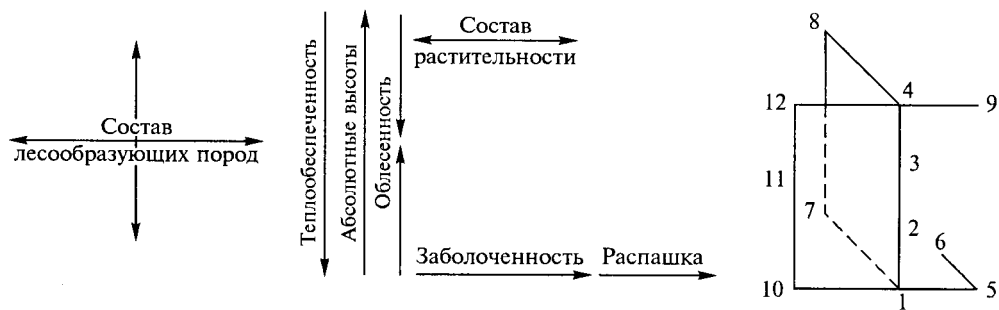 Состав
лесообразующих пород
Теплообеспеченность
Абсолютные высоты
Облесенность
Состав
растительности
Заболоченность
Распашка
8
12
4
9
3
11
7
2
6
10
1
5